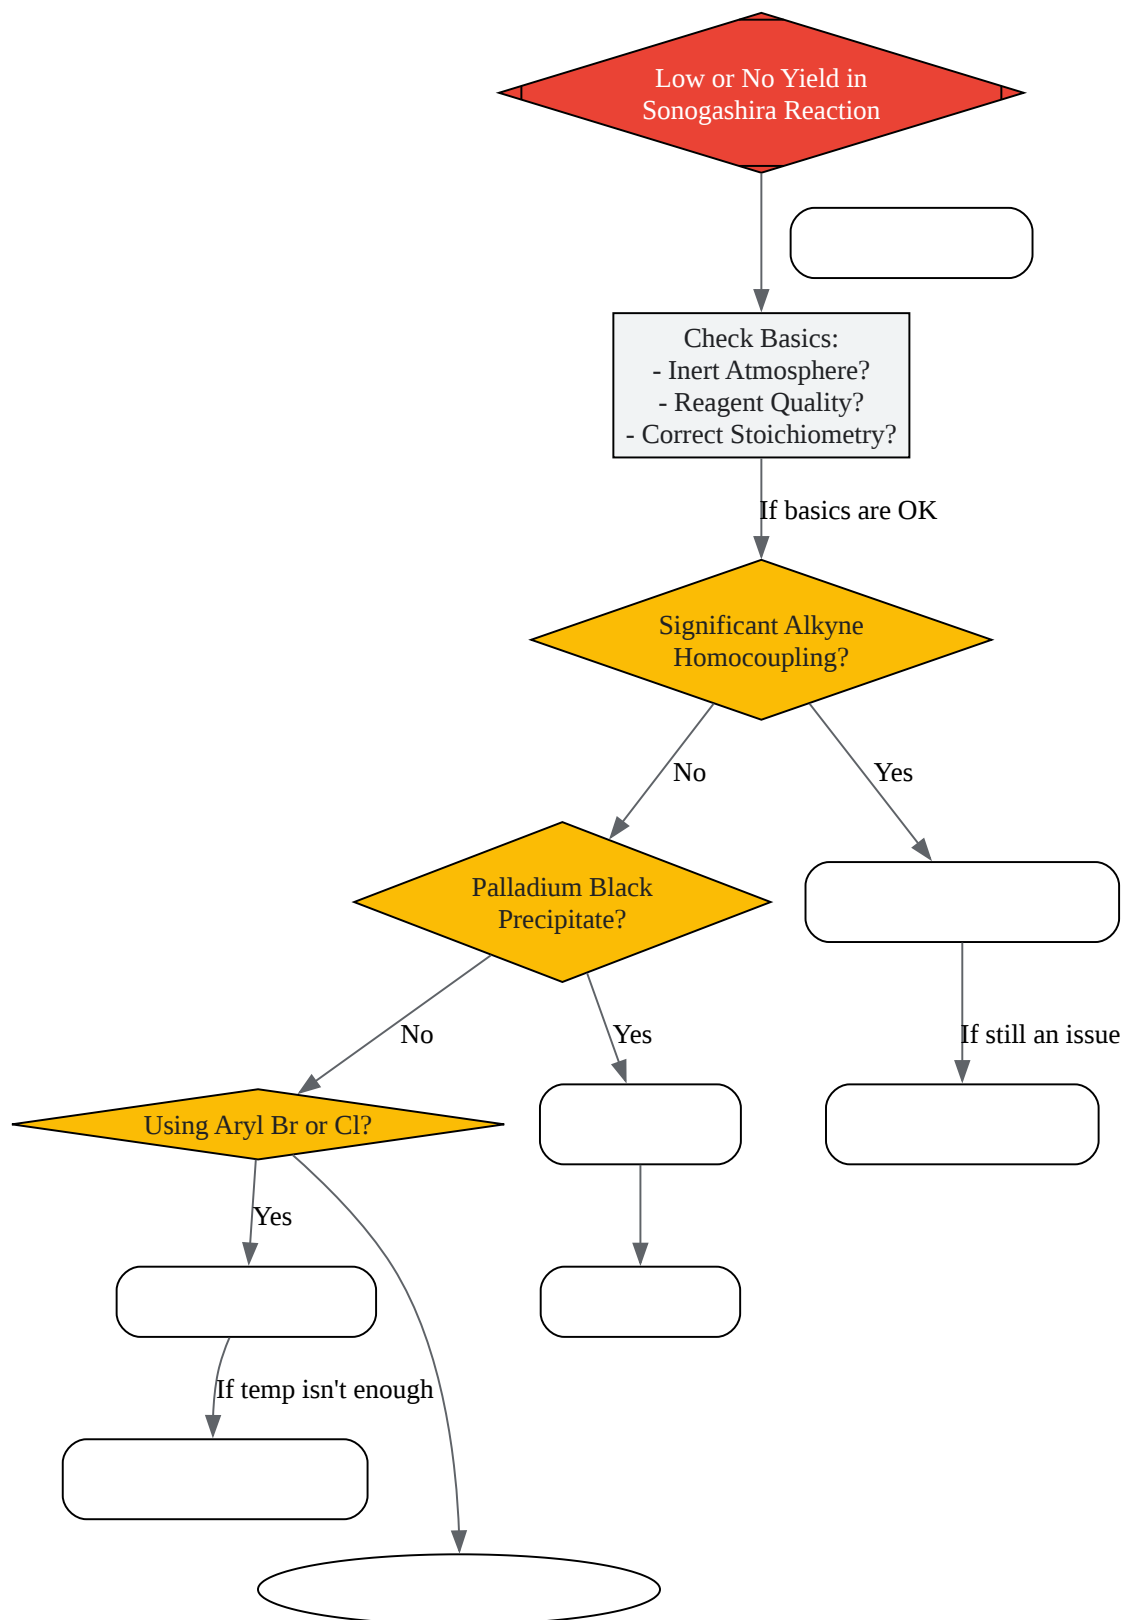 Low or No Yield in
Sonogashira Reaction
Check Basics:
- Inert Atmosphere?
- Reagent Quality?
- Correct Stoichiometry?
If basics are OK
Significant Alkyne
Homocoupling?
No
Yes
Palladium Black
Precipitate?
No
Yes
If still an issue
Using Aryl Br or Cl?
Yes
If temp isn't enough